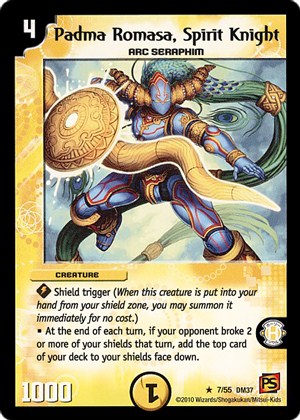 4 Padma Romasa, Spirit Knight
ARC SERAPHIM
CREATURE
Shield trigger (When this creature is put into your
hand from your shield zone, you may summon it
immediately for no cost.)
■ At the end of each turn, if your opponent broke 2
or more of your shields that turn, add the top card
of your deck to your shields face down.
1000
1
★ 7/55 DM37
PS
©2010 Wizards/Shogakukan/Mitsui-Kids